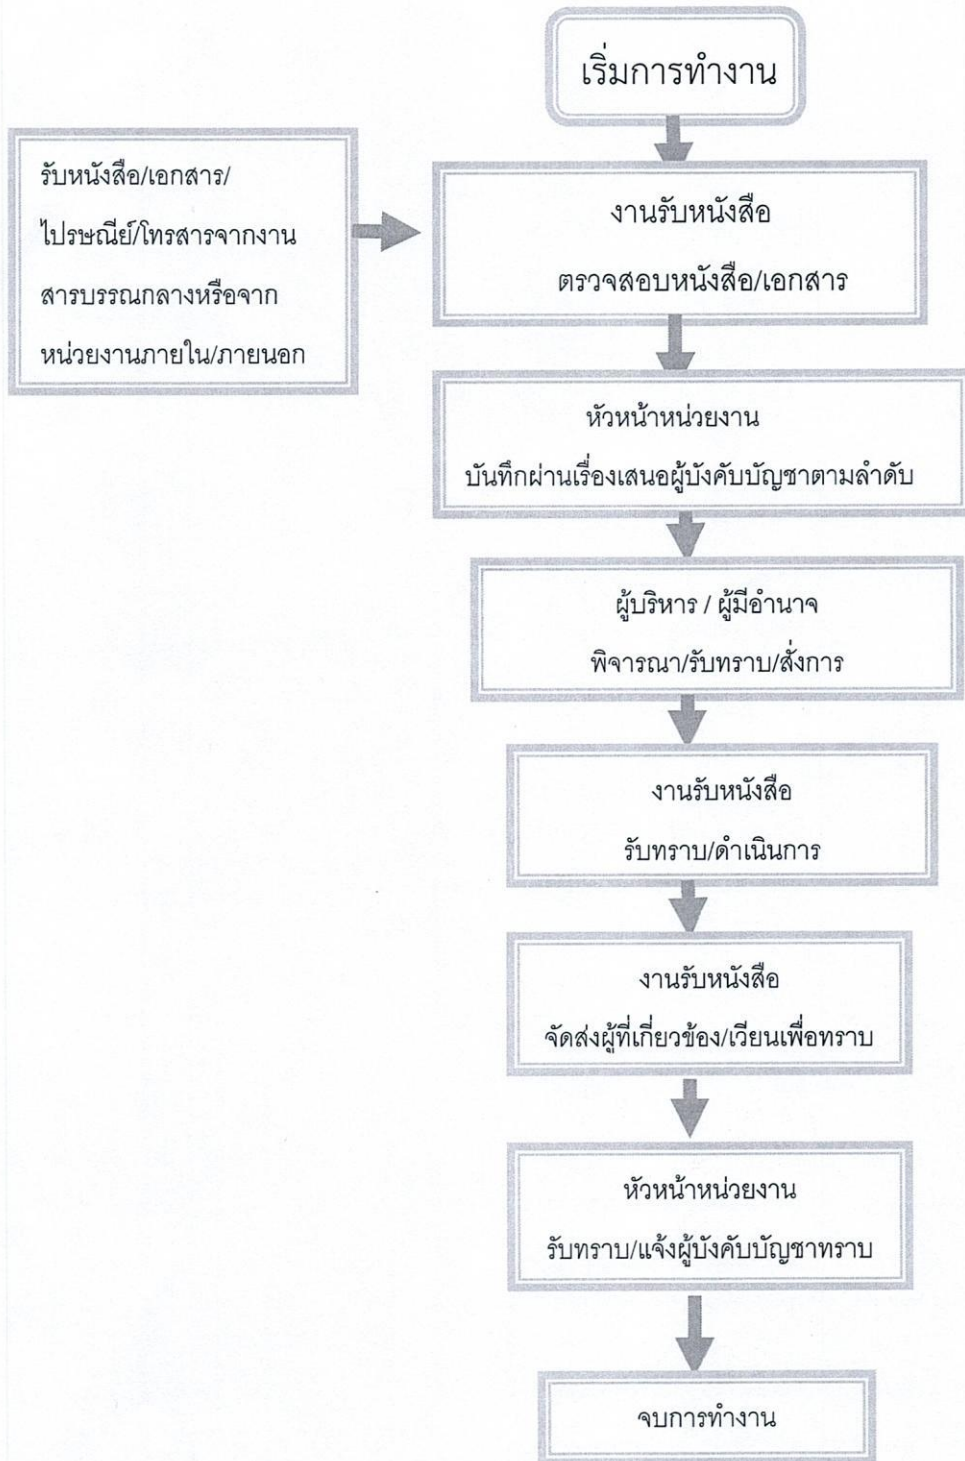 เริ่มการทำงาน
รับหนังสือ/เอกสาร/
ไปรษณีย์/โทรสารจากงาน
สารบรรณกลางหรือจาก
หน่วยงานภายใน/ภายนอก
งานรับหนังสือ
ตรวจสอบหนังสือ/เอกสาร
หัวหน้าหน่วยงาน
บันทึกผ่านเรื่องเสนอผู้บังคับบัญชาตามลำดับ
ผู้บริหาร / ผู้มีอำนาจ
พิจารณา/รับทราบ/สั่งการ
งานรับหนังสือ
รับทราบ/ดำเนินการ
งานรับหนังสือ
จัดส่งผู้ที่เกี่ยวข้อง/เวียนเพื่อทราบ
หัวหน้าหน่วยงาน
รับทราบ/แจ้งผู้บังคับบัญชาทราบ
จบการทำงาน